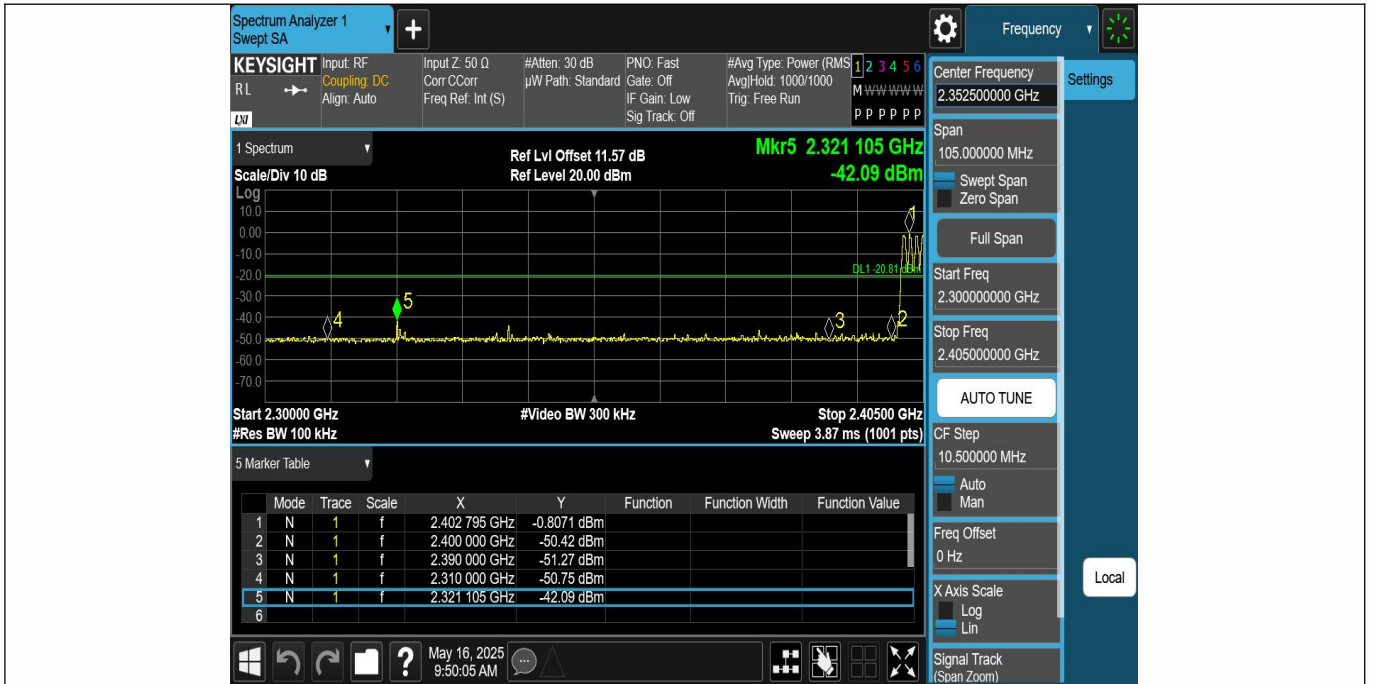 Spectrum Analyzer 1
Swept SA
+
Frequency
KEYSIGHT
RL
LXI
Input: RF
Coupling: DC
Align: Auto
Input Z: 50 Ω
Corr CCorr
Freq Ref: Int (S)
#Atten: 30 dB
µW Path: Standard
PNO: Fast
Gate: Off
IF Gain: Low
Sig Track: Off
#Avg Type: Power (RMS
Avg|Hold: 1000/1000
Trig: Free Run
1 2 3 4 5 6
M W W W W W
P P P P P P
1 Spectrum
Scale/Div 10 dB
Ref Lvl Offset 11.57 dB
Ref Level 20.00 dBm
Mkr5 2.321 105 GHz
-42.09 dBm
Log
10.0
0.00
-10.0
-20.0
-30.0
-40.0
-50.0
-60.0
-70.0
1
DL1 -20.81 dBm
5
4
3
2
Start 2.30000 GHz
#Video BW 300 kHz
Stop 2.40500 GHz
#Res BW 100 kHz
Sweep 3.87 ms (1001 pts)
5 Marker Table
Mode Trace Scale X Y Function Function Width Function Value
1 N 1 f 2.402 795 GHz -0.8071 dBm
2 N 1 f 2.400 000 GHz -50.42 dBm
3 N 1 f 2.390 000 GHz -51.27 dBm
4 N 1 f 2.310 000 GHz -50.75 dBm
5 N 1 f 2.321 105 GHz -42.09 dBm
6
?
May 16, 2025
9:50:05 AM
Center Frequency
2.352500000 GHz
Span
105.000000 MHz
Swept Span
Zero Span
Full Span
Start Freq
2.300000000 GHz
Stop Freq
2.405000000 GHz
AUTO TUNE
CF Step
10.500000 MHz
Auto
Man
Freq Offset
0 Hz
X Axis Scale
Log
Lin
Signal Track
(Span Zoom)
Settings
Local